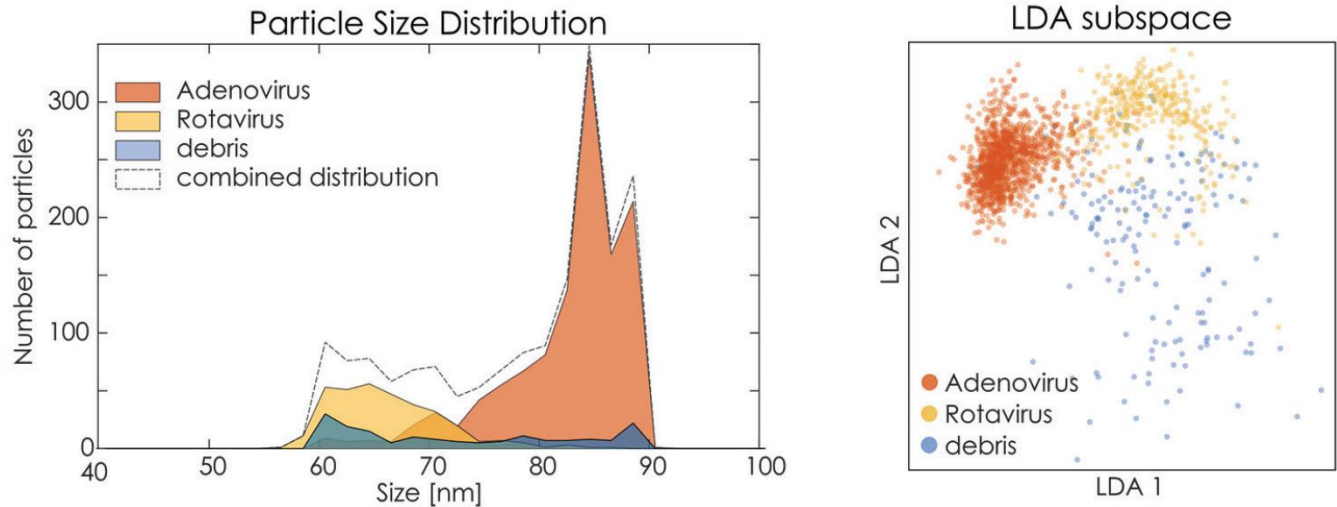 Particle Size Distribution
Number of particles
300
200
100
0
Adenovirus
Rotavirus
debris
combined distribution
40 50 60 70 80 90 100
Size [nm]
LDA subspace
LDA 2
Adenovirus
Rotavirus
debris
LDA 1